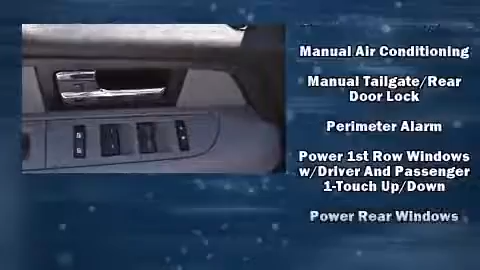 Manual Air Conditioning
Manual Tailgate/Rear
Door Lock
Perimeter Alarm
Power 1st Row Windows
w/Driver And Passenger
1-Touch Up/Down
Power Rear Windows